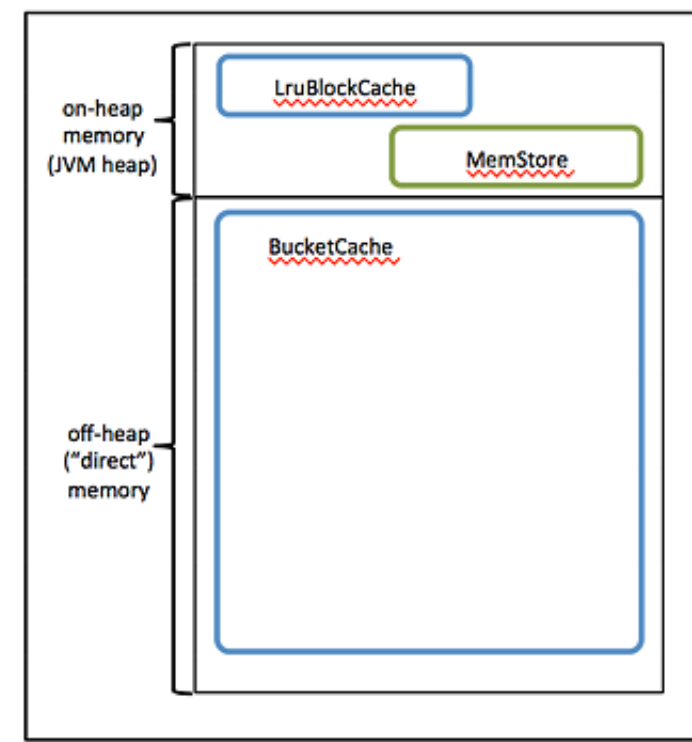 LruBlockCache
on-heap
memory
(JVM heap)
MemStore
BucketCache
off-heap
(“direct”)
memory